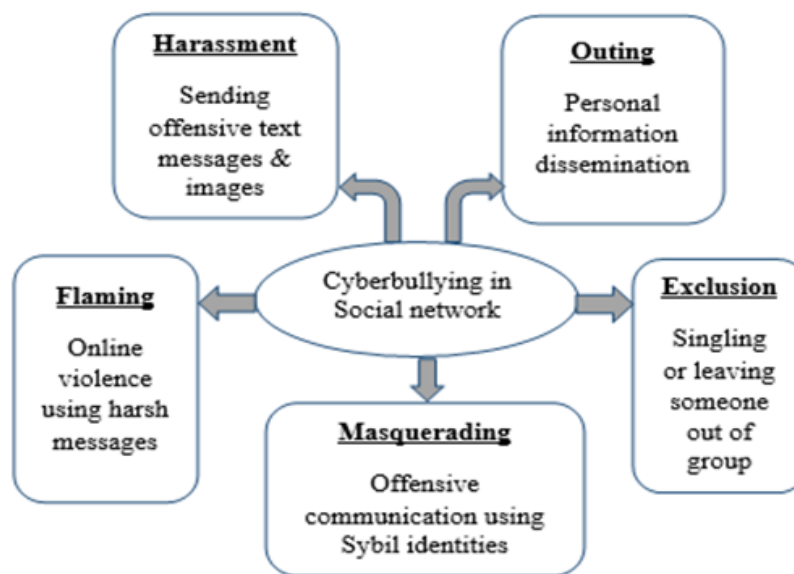 Harassment
Sending
offensive text
messages &
images
Outing
Personal
information
dissemination
Cyberbullying in
Social network
Flaming
Online
violence
using harsh
messages
Exclusion
Singling
or leaving
someone
out of
group
Masquerading
Offensive
communication using
Sybil identities